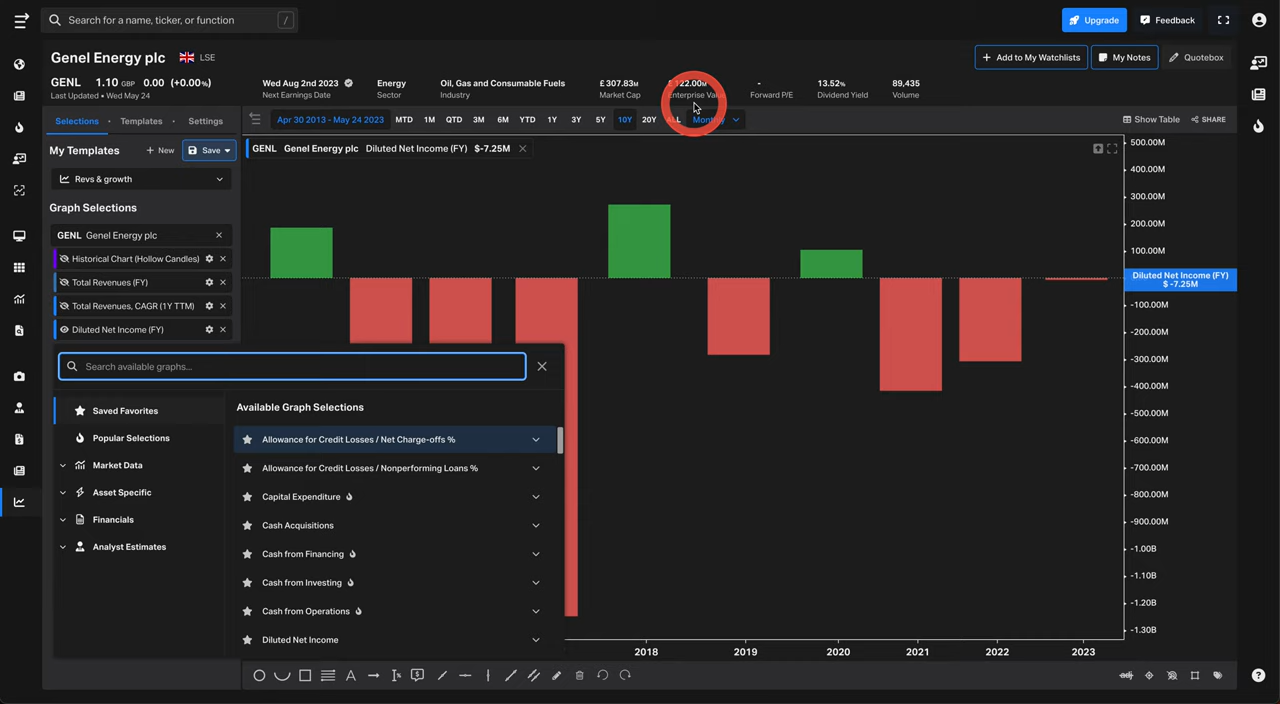 Search for a name, ticker, or function /
Upgrade
Feedback
Genel Energy plc LSE
Add to My Watchlists
My Notes
Quotebox
GENL 1.10 GBP 0.00 (+0.00%)
Last Updated • Wed May 24
Wed Aug 2nd 2023
Next Earnings Date
Energy
Sector
Oil, Gas and Consumable Fuels
Industry
£307.83M
Market Cap
£122.00M
Enterprise Value
-
Forward P/E
13.52%
Dividend Yield
89,435
Volume
Selections • Templates • Settings
Apr 30 2013 - May 24 2023 MTD 1M QTD 3M 6M YTD 1Y 3Y 5Y 10Y 20Y ALL Monthly
Show Table SHARE
My Templates + New Save
Revs & growth
Graph Selections
GENL Genel Energy plc
Historical Chart (Hollow Candles)
Total Revenues (FY)
Total Revenues, CAGR (1Y TTM)
Diluted Net Income (FY)
Search available graphs...
Saved Favorites
Popular Selections
Market Data
Asset Specific
Financials
Analyst Estimates
Available Graph Selections
Allowance for Credit Losses / Net Charge-offs %
Allowance for Credit Losses / Nonperforming Loans %
Capital Expenditure
Cash Acquisitions
Cash from Financing
Cash from Investing
Cash from Operations
Diluted Net Income
GENL Genel Energy plc Diluted Net Income (FY) $-7.25M
500.00M
400.00M
300.00M
200.00M
100.00M
Diluted Net Income (FY)
$ -7.25M
-100.00M
-200.00M
-300.00M
-400.00M
-500.00M
-600.00M
-700.00M
-800.00M
-900.00M
-1.00B
-1.10B
-1.20B
-1.30B
2018 2019 2020 2021 2022 2023
adj